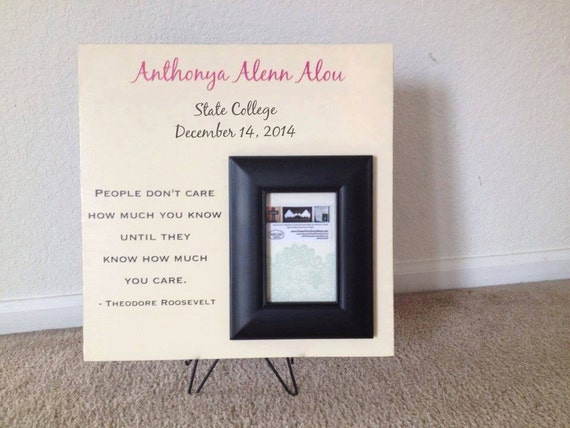 Anthonya Alenn Alou
State College
December 14, 2014
People don't care
how much you know
until they
know how much
you care.
- Theodore Roosevelt